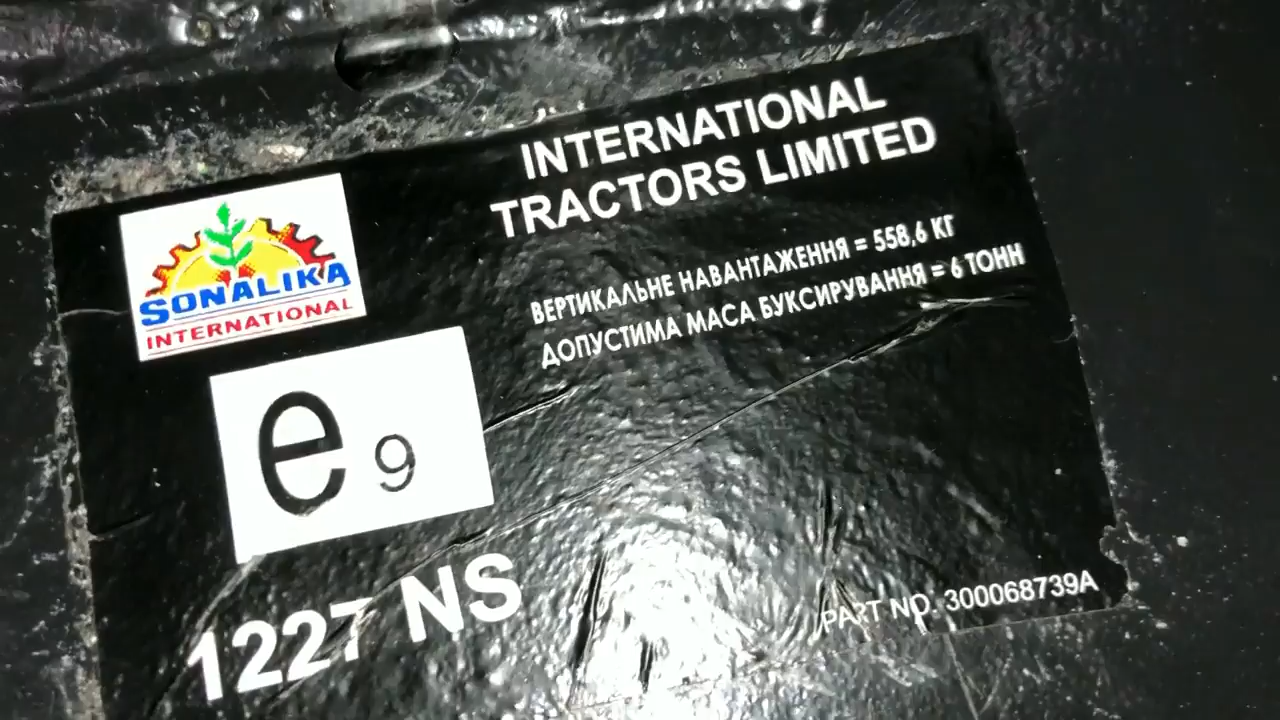 INTERNATIONAL
TRACTORS LIMITED
SONALIKA
INTERNATIONAL
ВЕРТИКАЛЬНЕ НАВАНТАЖЕННЯ = 558,6 КГ
ДОПУСТИМА МАСА БУКСИРУВАННЯ = 6 ТОНН
e 9
1227 NS
PART NO. 300068739A